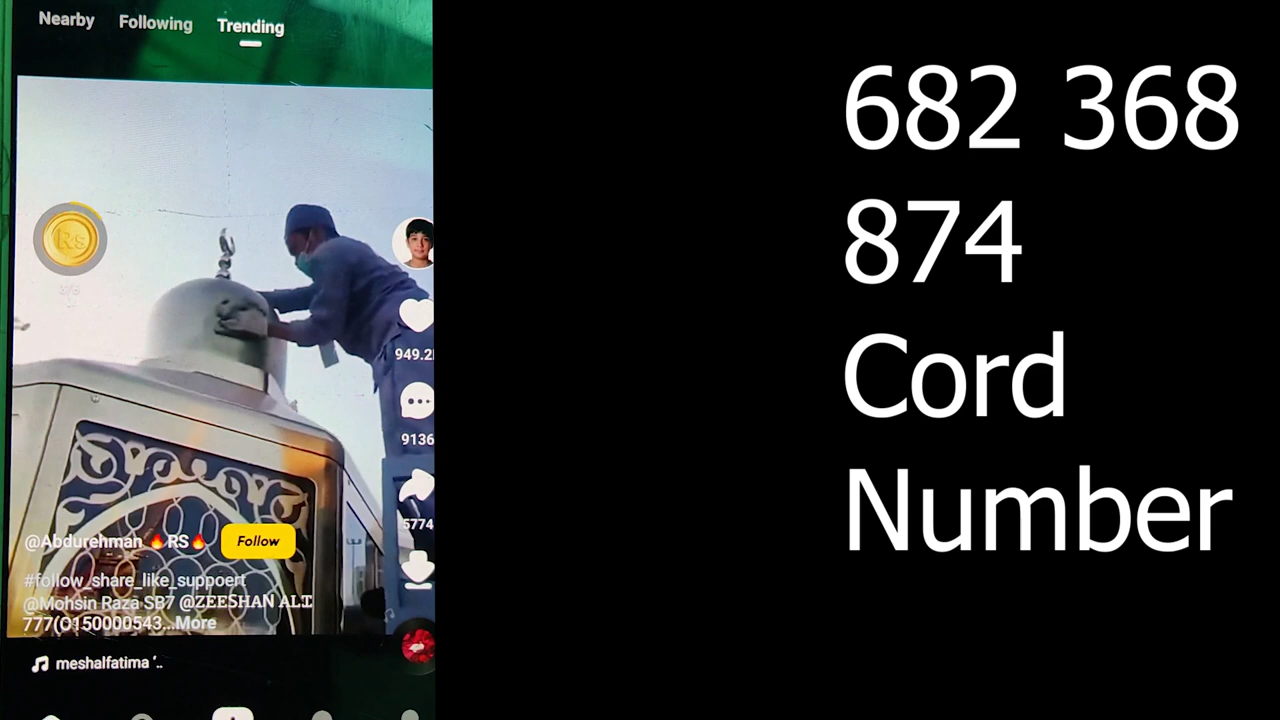 Nearby Following Trending
Rs
949.2
9136
5774
@Abdurehman 🔥RS🔥 Follow
#follow_share_like_suppoert
@Mohsin Raza SB7 @ZEESHAN ALI
777(O150000543...More
meshalfatima '..
682 368
874
Cord
Number